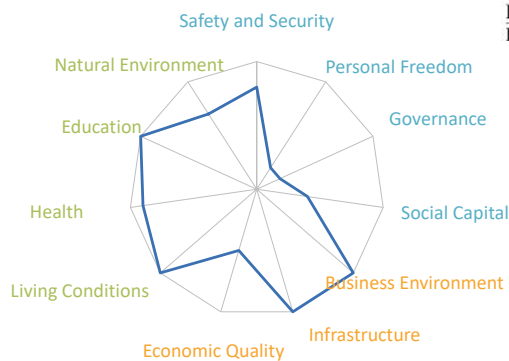 Safety and Security
Natural Environment
Personal Freedom
Education
Governance
Health
Social Capital
Living Conditions
Business Environment
Infrastructure
Economic Quality